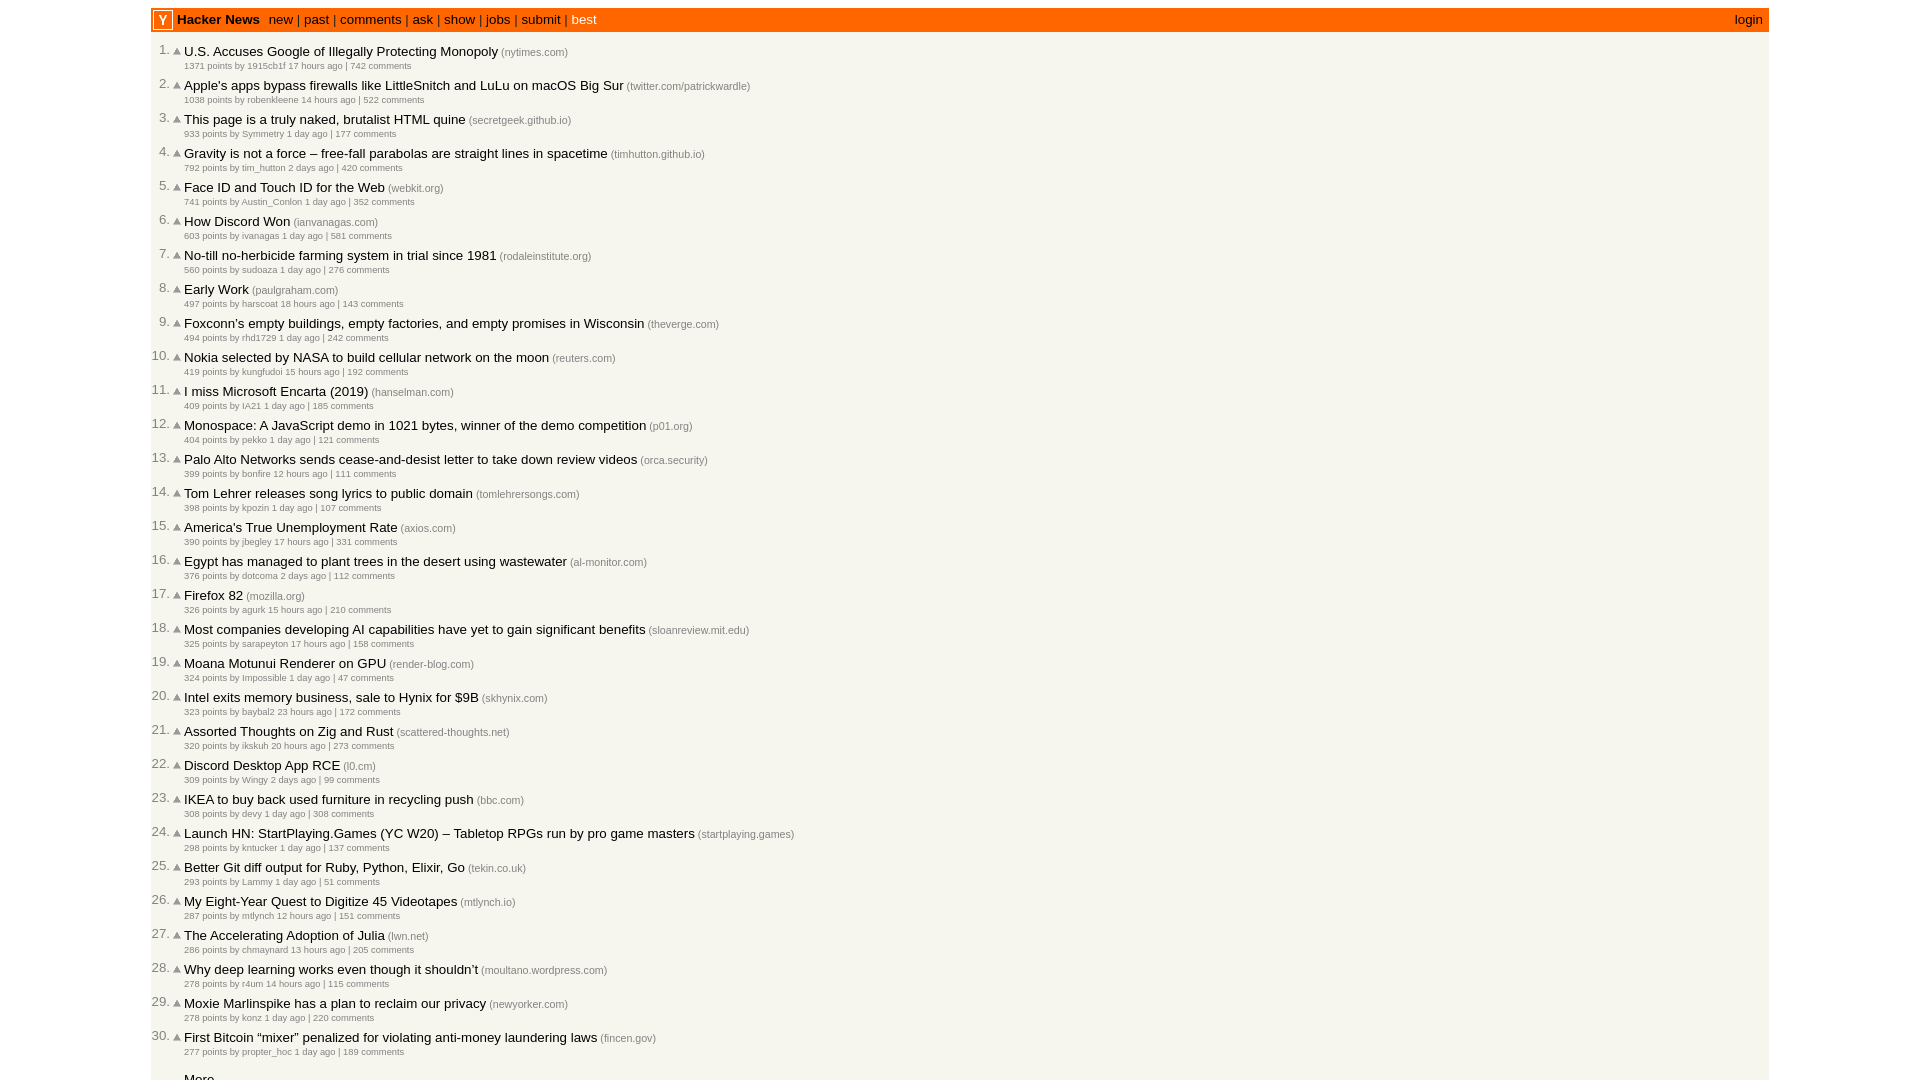 Y Hacker News new | past | comments | ask | show | jobs | submit | best login
1. U.S. Accuses Google of Illegally Protecting Monopoly (nytimes.com)
1371 points by 1915cb1f 17 hours ago | 742 comments
2. Apple's apps bypass firewalls like LittleSnitch and LuLu on macOS Big Sur (twitter.com/patrickwardle)
1038 points by robenkleene 14 hours ago | 522 comments
3. This page is a truly naked, brutalist HTML quine (secretgeek.github.io)
933 points by Symmetry 1 day ago | 177 comments
4. Gravity is not a force – free-fall parabolas are straight lines in spacetime (timhutton.github.io)
792 points by tim_hutton 2 days ago | 420 comments
5. Face ID and Touch ID for the Web (webkit.org)
741 points by Austin_Conlon 1 day ago | 352 comments
6. How Discord Won (ianvanagas.com)
603 points by ivanagas 1 day ago | 581 comments
7. No-till no-herbicide farming system in trial since 1981 (rodaleinstitute.org)
560 points by sudoaza 1 day ago | 276 comments
8. Early Work (paulgraham.com)
497 points by harscoat 18 hours ago | 143 comments
9. Foxconn’s empty buildings, empty factories, and empty promises in Wisconsin (theverge.com)
494 points by rhd1729 1 day ago | 242 comments
10. Nokia selected by NASA to build cellular network on the moon (reuters.com)
419 points by kungfudoi 15 hours ago | 192 comments
11. I miss Microsoft Encarta (2019) (hanselman.com)
409 points by IA21 1 day ago | 185 comments
12. Monospace: A JavaScript demo in 1021 bytes, winner of the demo competition (p01.org)
404 points by pekko 1 day ago | 121 comments
13. Palo Alto Networks sends cease-and-desist letter to take down review videos (orca.security)
399 points by bonfire 12 hours ago | 111 comments
14. Tom Lehrer releases song lyrics to public domain (tomlehrersongs.com)
398 points by kpozin 1 day ago | 107 comments
15. America's True Unemployment Rate (axios.com)
390 points by jbegley 17 hours ago | 331 comments
16. Egypt has managed to plant trees in the desert using wastewater (al-monitor.com)
376 points by dotcoma 2 days ago | 112 comments
17. Firefox 82 (mozilla.org)
326 points by agurk 15 hours ago | 210 comments
18. Most companies developing AI capabilities have yet to gain significant benefits (sloanreview.mit.edu)
325 points by sarapeyton 17 hours ago | 158 comments
19. Moana Motunui Renderer on GPU (render-blog.com)
324 points by Impossible 1 day ago | 47 comments
20. Intel exits memory business, sale to Hynix for $9B (skhynix.com)
323 points by baybal2 23 hours ago | 172 comments
21. Assorted Thoughts on Zig and Rust (scattered-thoughts.net)
320 points by ikskuh 20 hours ago | 273 comments
22. Discord Desktop App RCE (l0.cm)
309 points by Wingy 2 days ago | 99 comments
23. IKEA to buy back used furniture in recycling push (bbc.com)
308 points by devy 1 day ago | 308 comments
24. Launch HN: StartPlaying.Games (YC W20) – Tabletop RPGs run by pro game masters (startplaying.games)
298 points by kntucker 1 day ago | 137 comments
25. Better Git diff output for Ruby, Python, Elixir, Go (tekin.co.uk)
293 points by Lammy 1 day ago | 51 comments
26. My Eight-Year Quest to Digitize 45 Videotapes (mtlynch.io)
287 points by mtlynch 12 hours ago | 151 comments
27. The Accelerating Adoption of Julia (lwn.net)
286 points by chmaynard 13 hours ago | 205 comments
28. Why deep learning works even though it shouldn’t (moultano.wordpress.com)
278 points by r4um 14 hours ago | 115 comments
29. Moxie Marlinspike has a plan to reclaim our privacy (newyorker.com)
278 points by konz 1 day ago | 220 comments
30. First Bitcoin “mixer” penalized for violating anti-money laundering laws (fincen.gov)
277 points by propter_hoc 1 day ago | 189 comments
More